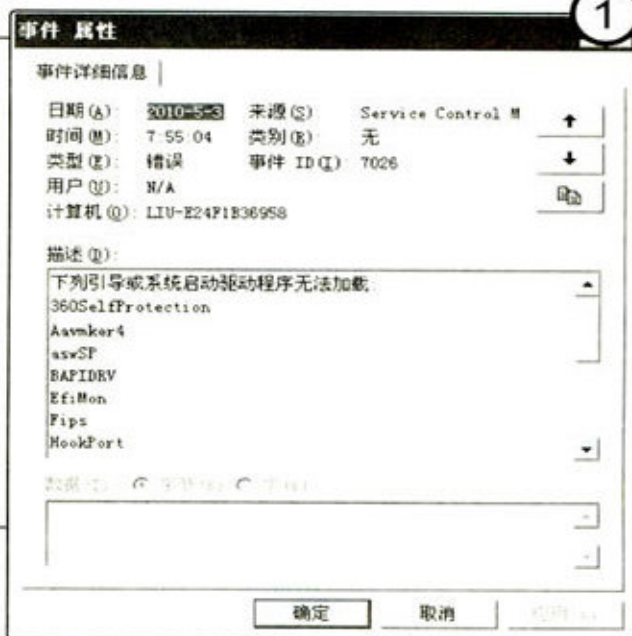 1
事件 属性
事件详细信息
日期(A): 2010-5-3 来源(S) Service Control M
时间(M): 7:55:04 类别(R): 无
类型(E): 错误 事件 ID(I): 7026
用户(U): N/A
计算机(O): LIU-E24F1B36958
描述(D):
下列引导或系统启动驱动程序无法加载:
360SelfProtection
Aavmker4
aswSP
BAPIDRV
EfiMon
Fips
HookPort
确定 取消